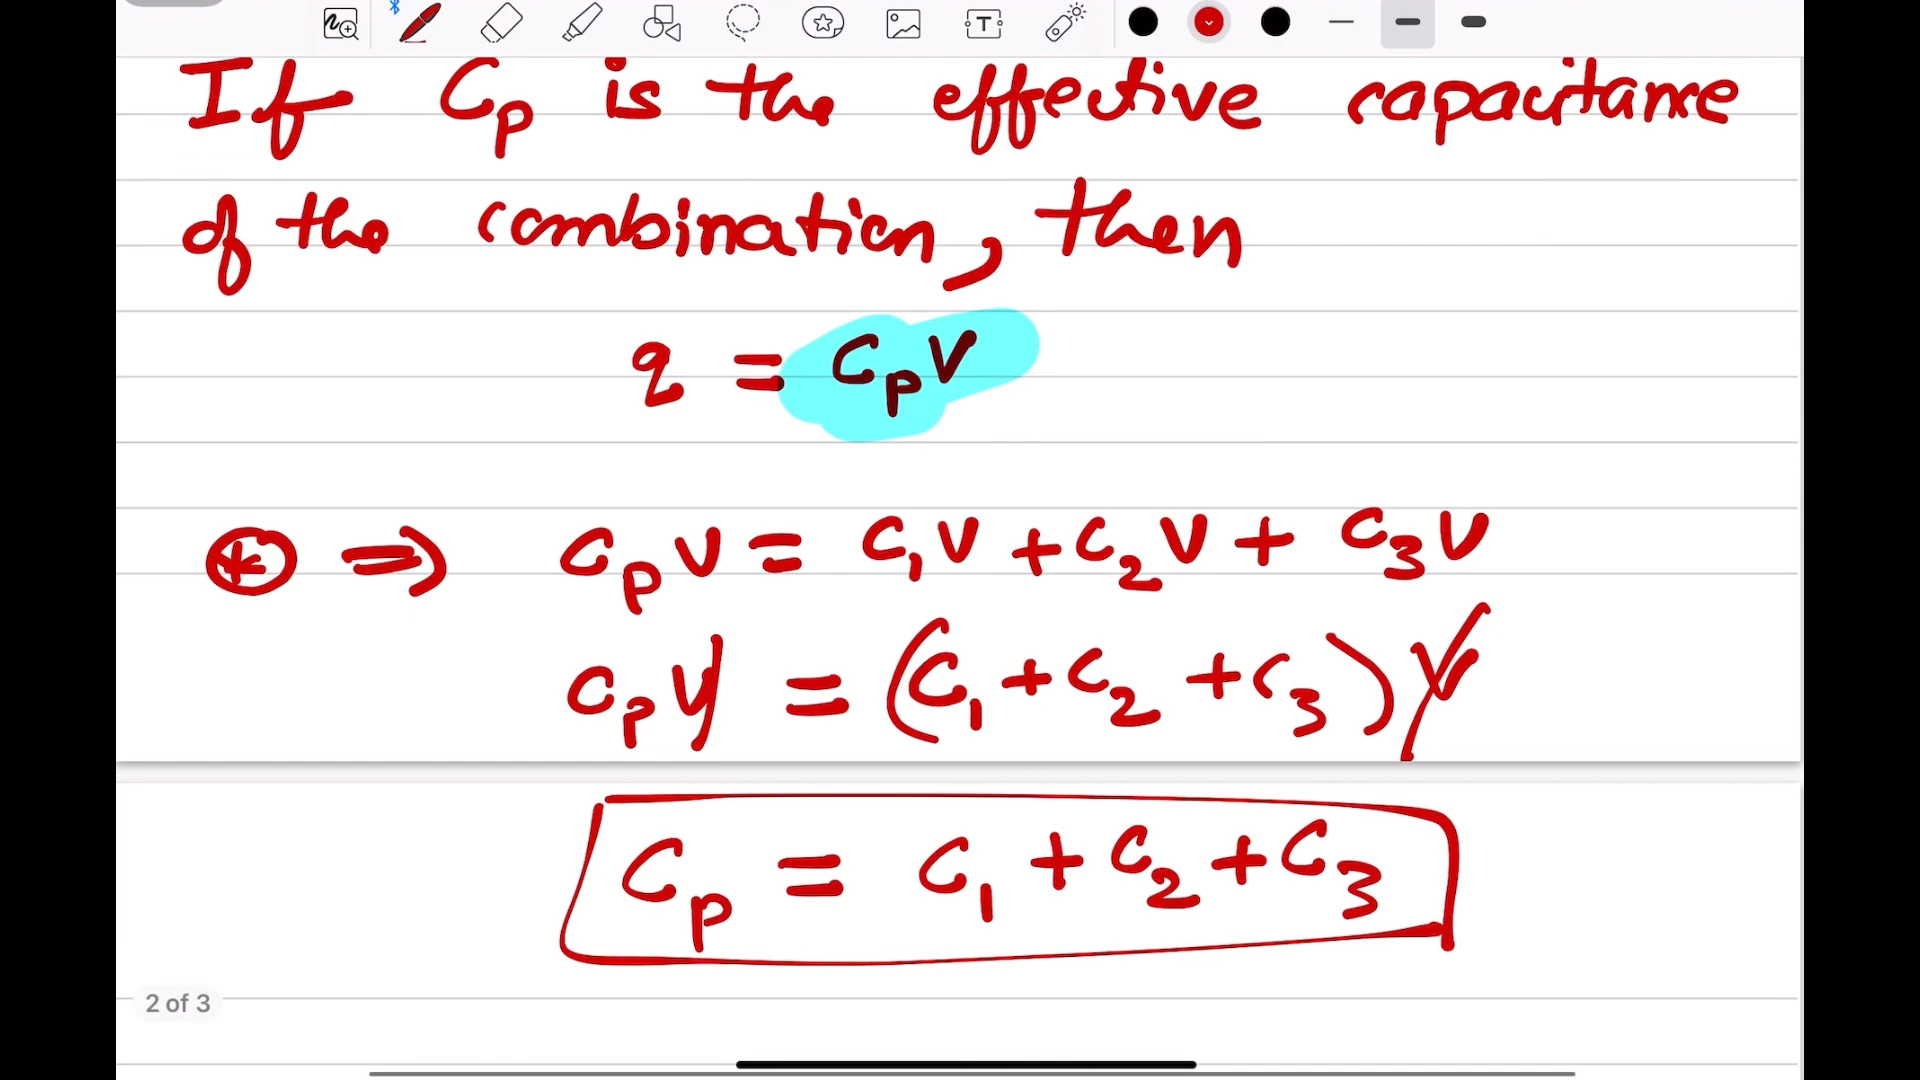 If Cp is the effective capacitance
of the combination, then
q = CpV
* ⇒ CpV = C₁V + C₂V + C₃V
CpV = (C₁ + C₂ + C₃) V
Cp = C₁ + C₂ + C₃
2 of 3